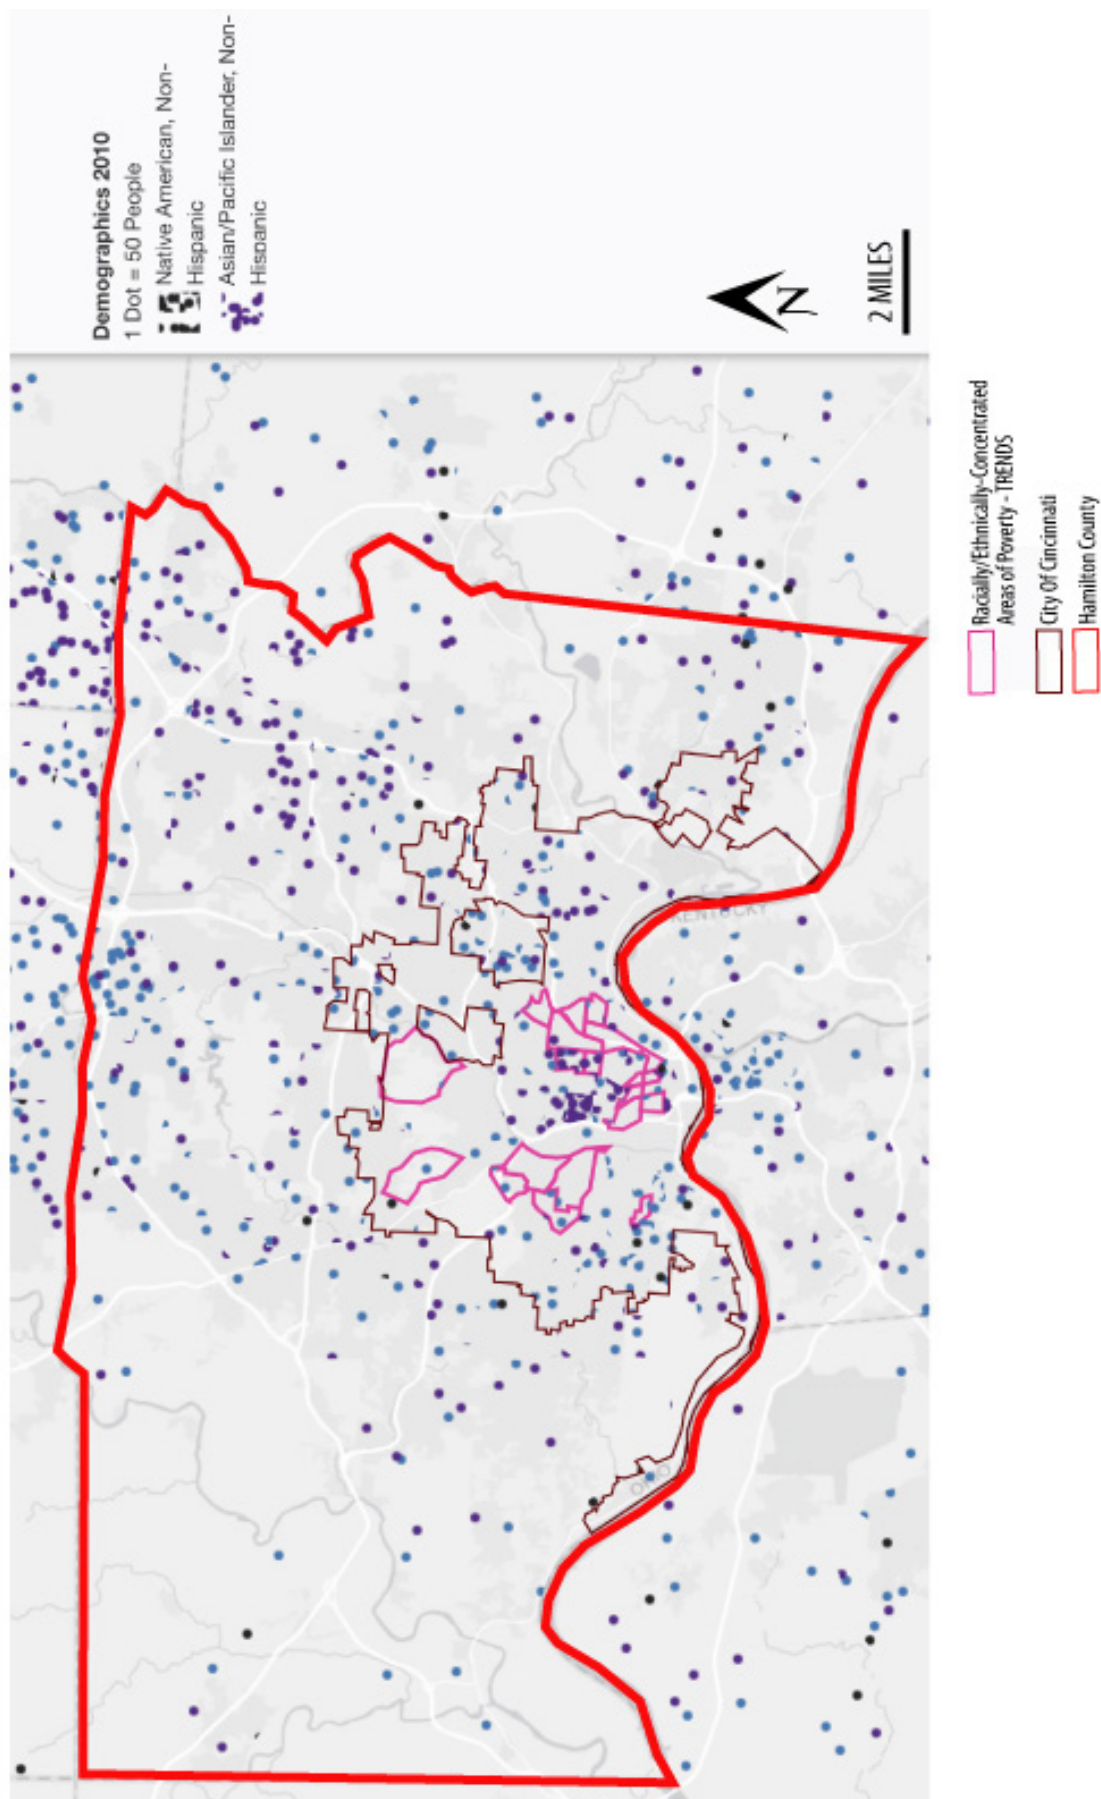 Demographics 2010
1 Dot = 50 People
Native American, Non-
Hispanic
Asian/Pacific Islander, Non-
Hispanic
N
2 MILES
KENTUCKY
OHIO
Racially/Ethnically-Concentrated
Areas of Poverty - TRENDS
City Of Cincinnati
Hamilton County